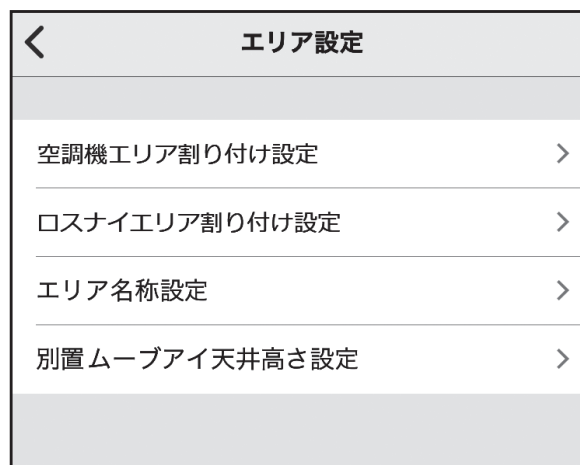 エリア設定
空調機エリア割り付け設定
ロスナイエリア割り付け設定
エリア名称設定
別置ムーブアイ天井高さ設定